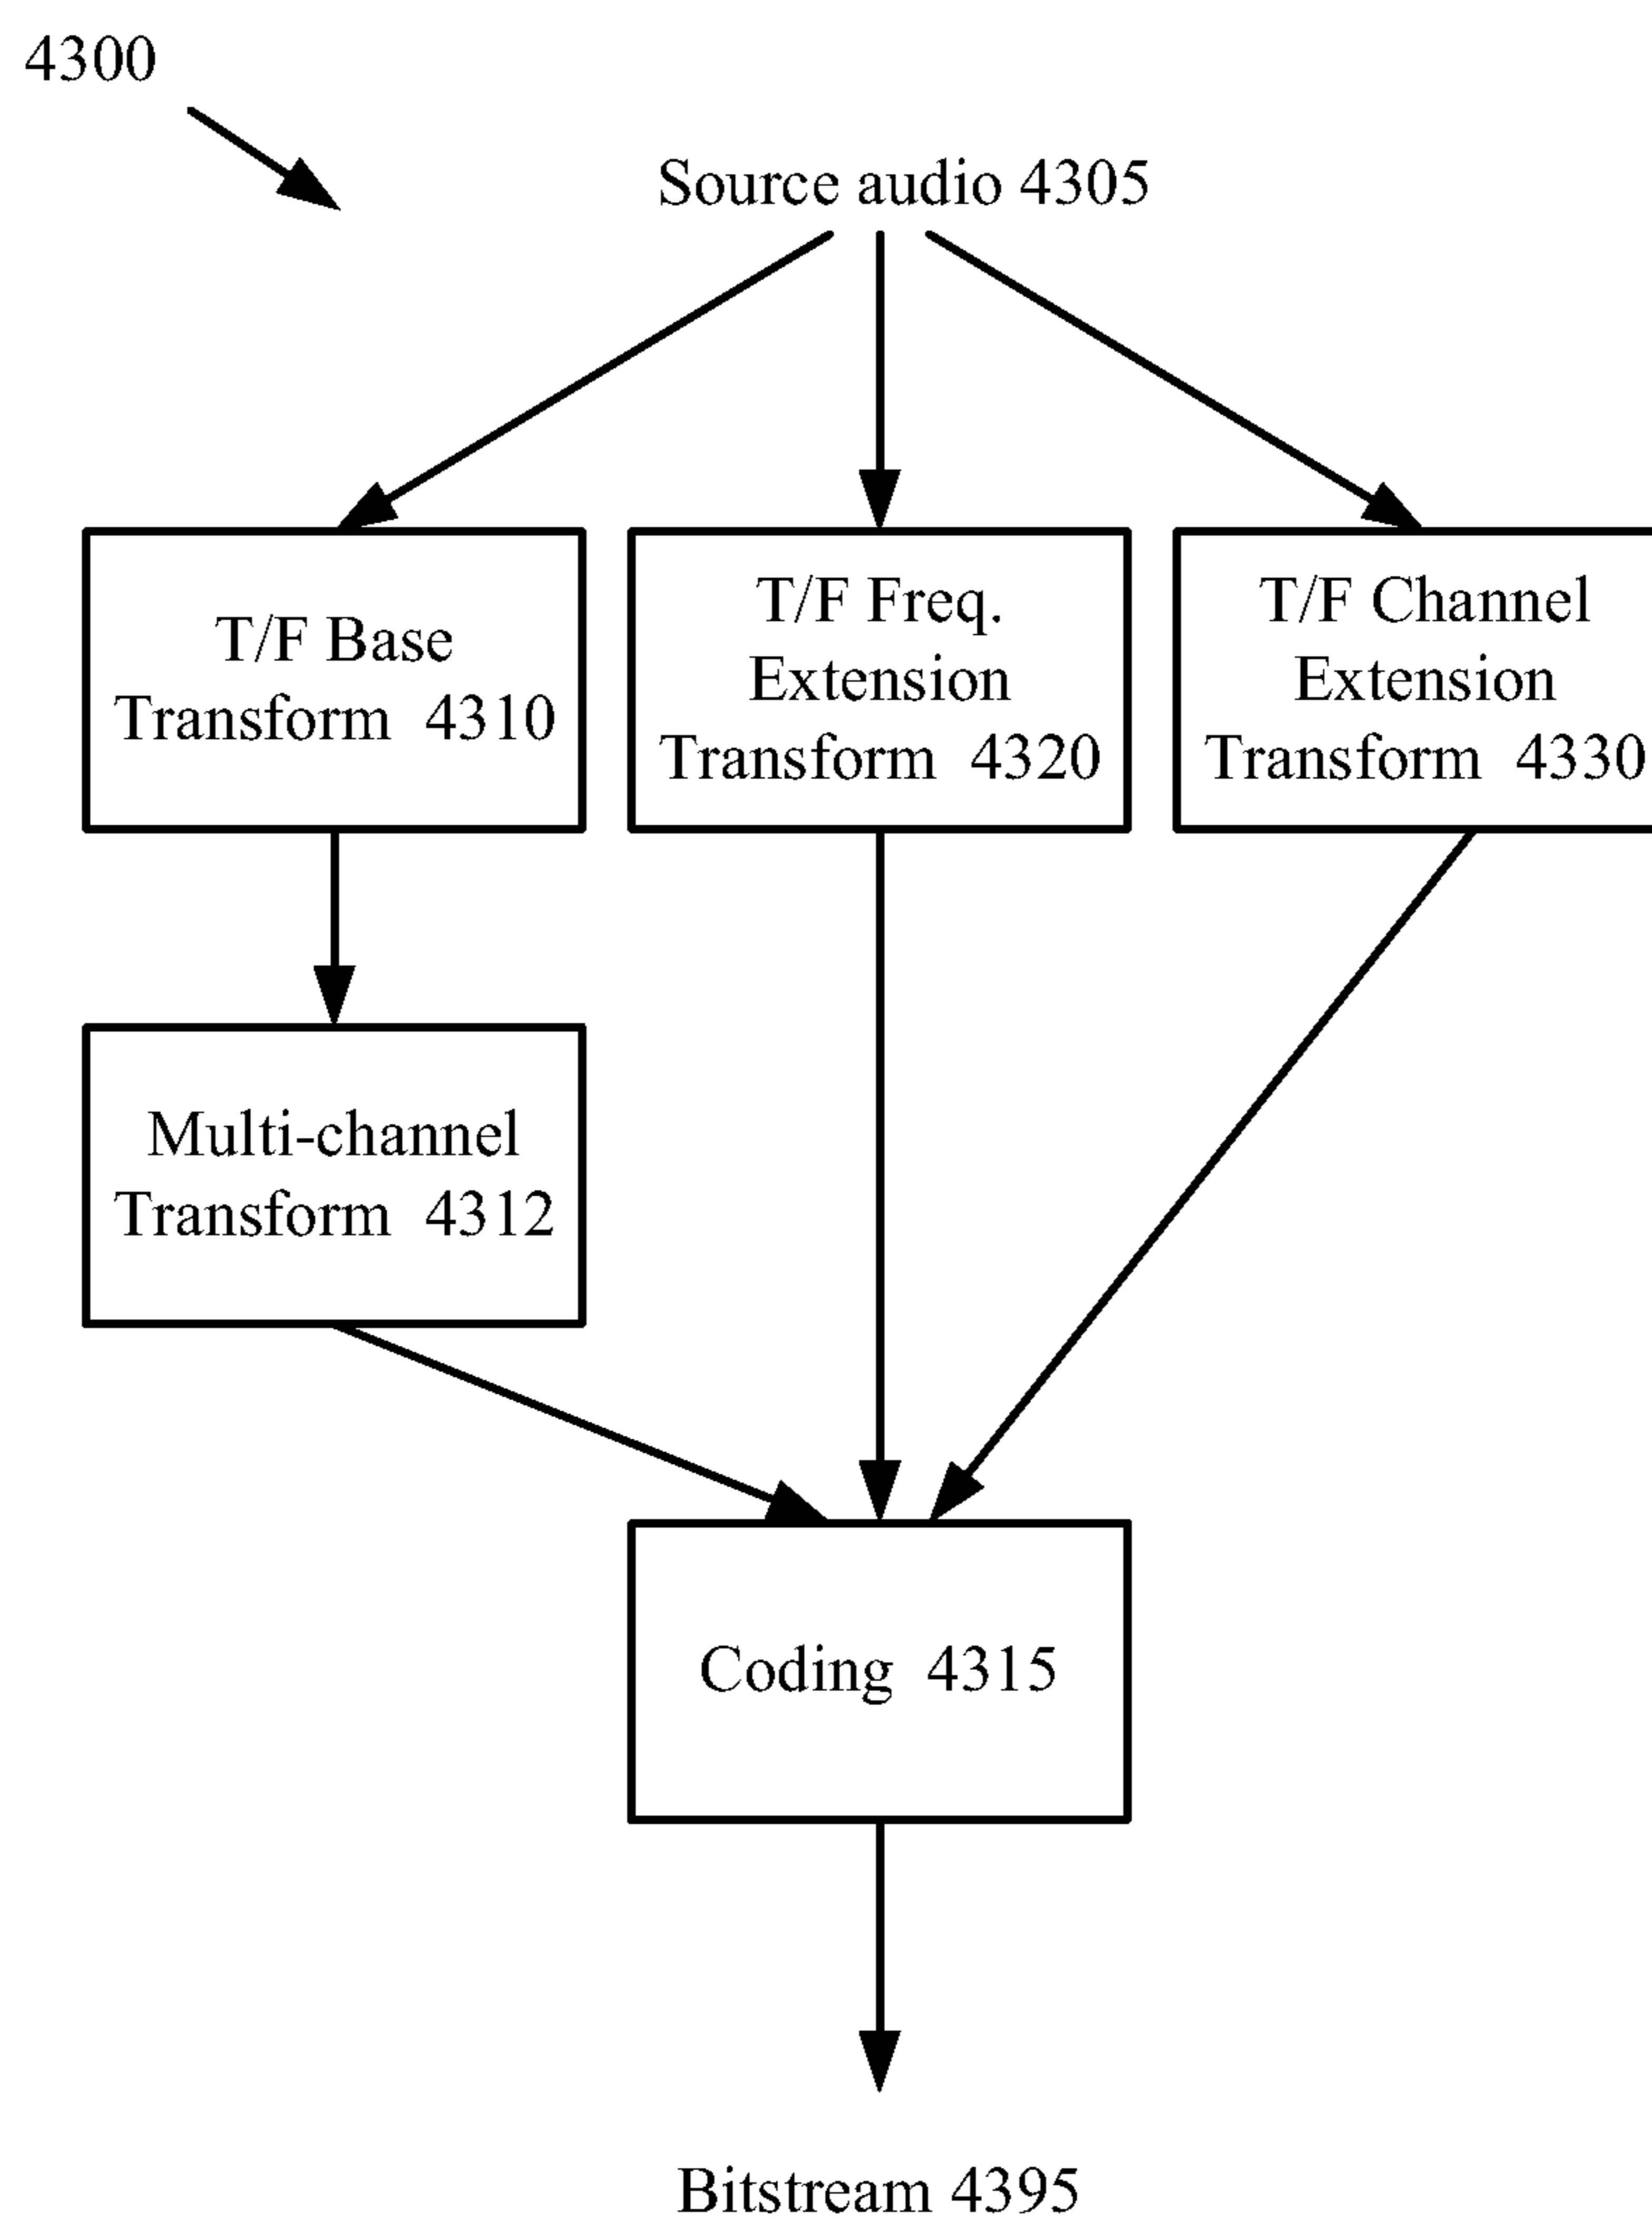 4300
Source audio 4305
T/F Base
Transform 4310
T/F Freq.
Extension
Transform 4320
T/F Channel
Extension
Transform 4330
Multi-channel
Transform 4312
Coding 4315
Bitstream 4395